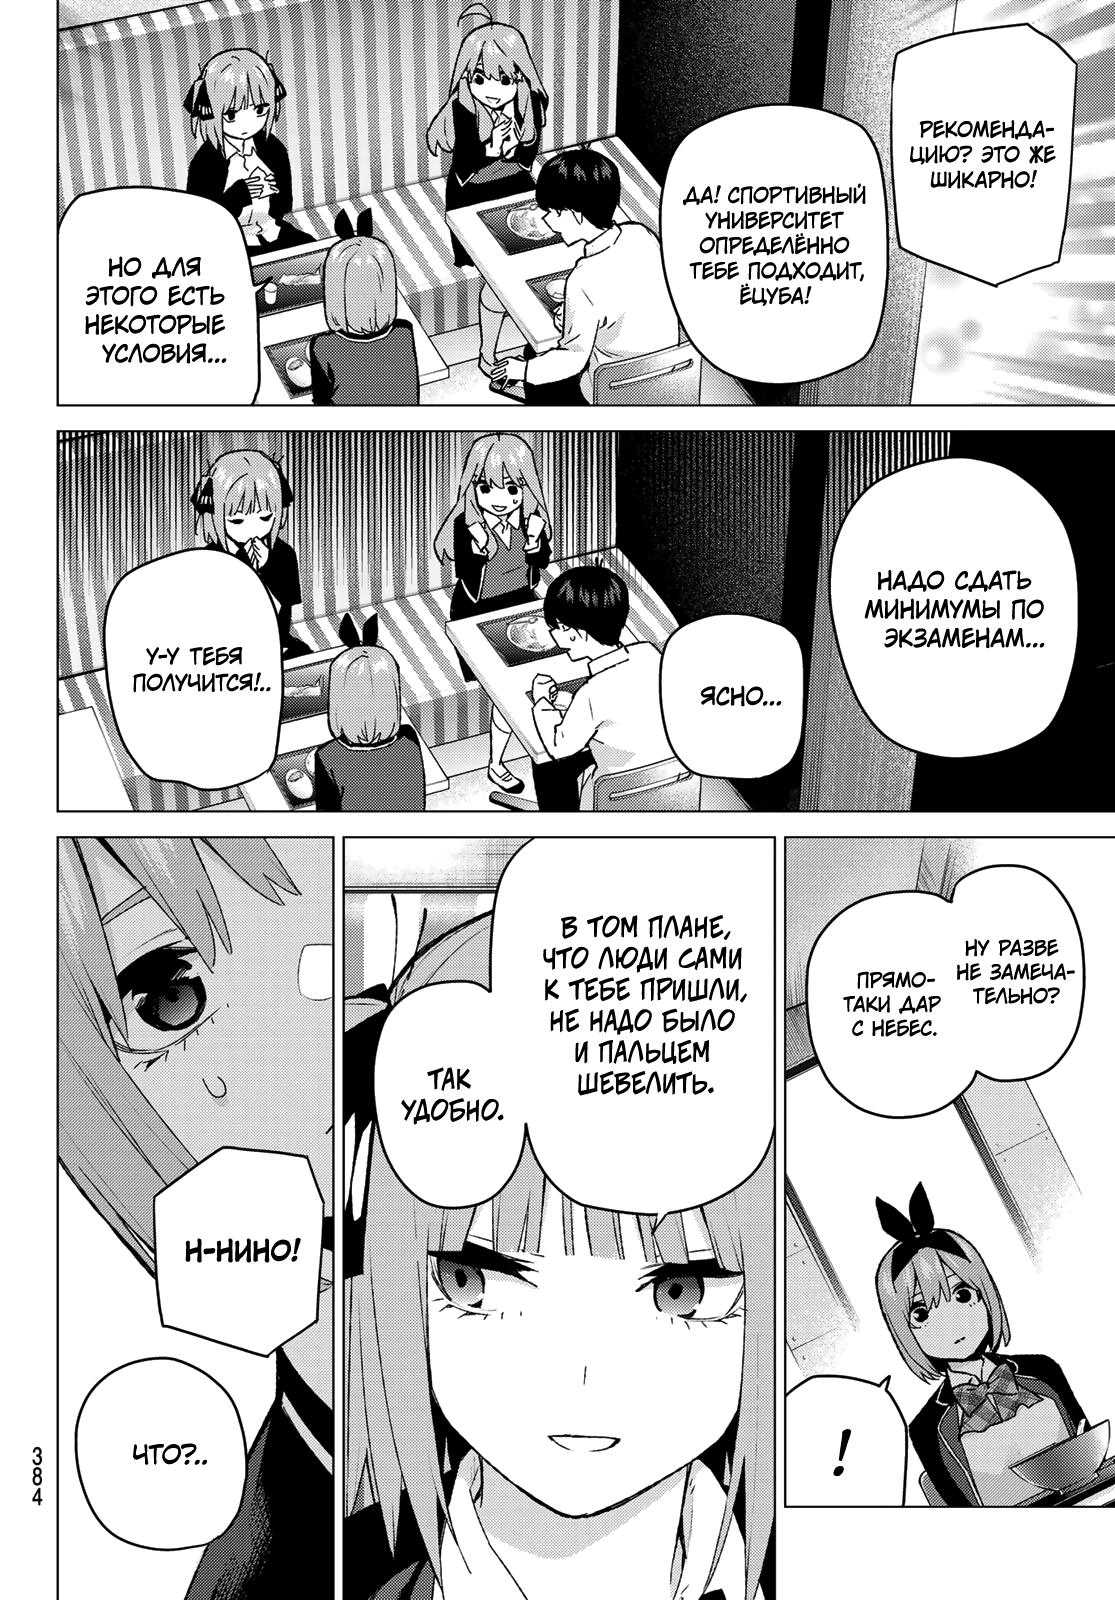 РЕКОМЕНДА-
ЦИЮ? ЭТО ЖЕ
ШИКАРНО!
ДА! СПОРТИВНЫЙ
УНИВЕРСИТЕТ
ОПРЕДЕЛЁННО
ТЕБЕ ПОДХОДИТ,
ЁЦУБА!
НО ДЛЯ
ЭТОГО ЕСТЬ
НЕКОТОРЫЕ
УСЛОВИЯ...
НАДО СДАТЬ
МИНИМУМЫ ПО
ЭКЗАМЕНАМ...
ЯСНО...
У-У ТЕБЯ
ПОЛУЧИТСЯ!..
НУ РАЗВЕ
НЕ ЗАМЕЧА-
ТЕЛЬНО?
ПРЯМО-
ТАКИ ДАР
С НЕБЕС.
!
В ТОМ ПЛАНЕ,
ЧТО ЛЮДИ САМИ
К ТЕБЕ ПРИШЛИ,
НЕ НАДО БЫЛО
И ПАЛЬЦЕМ
ШЕВЕЛИТЬ.
ТАК
УДОБНО.
Н-НИНО!
ЧТО?..
384